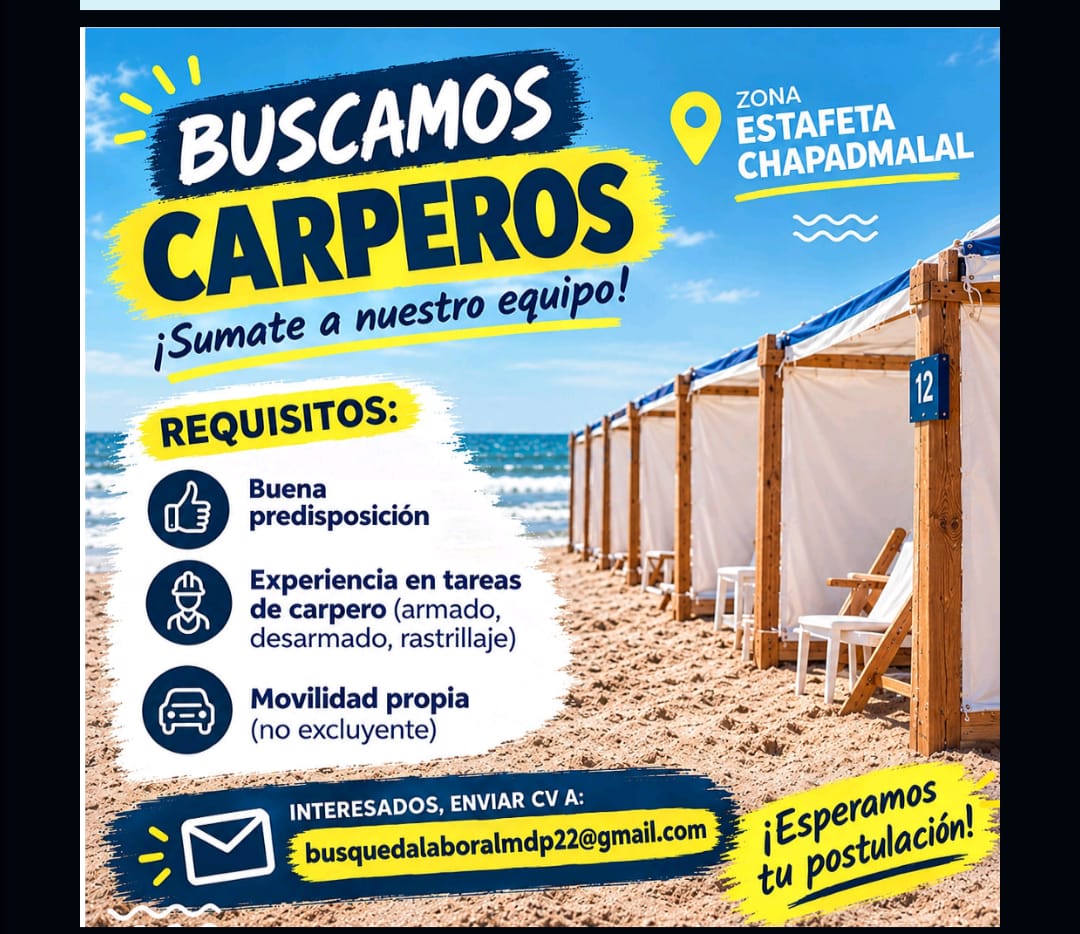 BUSCAMOS
CARPEROS
¡Sumate a nuestro equipo!
ZONA
ESTAFETA
CHAPADMALAL
12
REQUISITOS:
Buena
predisposición
Experiencia en tareas
de carpero (armado,
desarmado, rastrillaje)
Movilidad propia
(no excluyente)
INTERESADOS, ENVIAR CV A:
busquedalaboralmdp22@gmail.com
¡Esperamos
tu postulación!